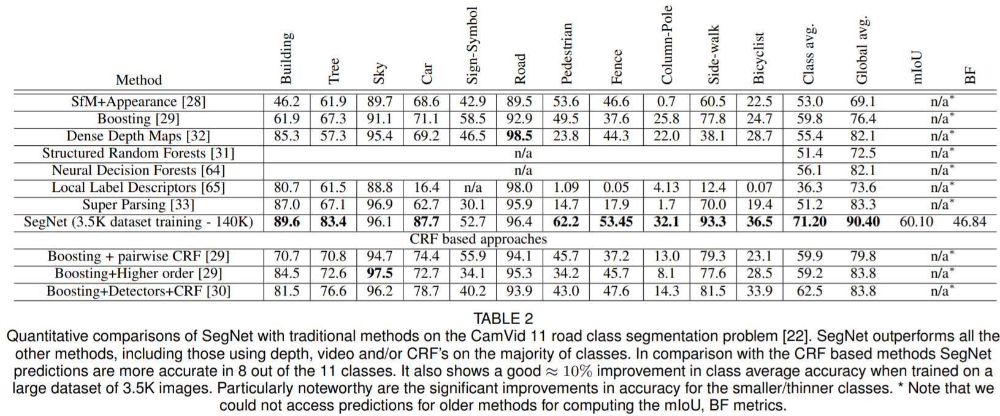 Method Building Tree Sky Car Sign-Symbol Road Pedestrian Fence Column-Pole Side-walk Bicyclist Class avg. Global avg. mIoU BF
SfM+Appearance [28] 46.2 61.9 89.7 68.6 42.9 89.5 53.6 46.6 0.7 60.5 22.5 53.0 69.1 n/a*
Boosting [29] 61.9 67.3 91.1 71.1 58.5 92.9 49.5 37.6 25.8 77.8 24.7 59.8 76.4 n/a*
Dense Depth Maps [32] 85.3 57.3 95.4 69.2 46.5 98.5 23.8 44.3 22.0 38.1 28.7 55.4 82.1 n/a*
Structured Random Forests [31] n/a 51.4 72.5 n/a*
Neural Decision Forests [64] n/a 56.1 82.1 n/a*
Local Label Descriptors [65] 80.7 61.5 88.8 16.4 n/a 98.0 1.09 0.05 4.13 12.4 0.07 36.3 73.6 n/a*
Super Parsing [33] 87.0 67.1 96.9 62.7 30.1 95.9 14.7 17.9 1.7 70.0 19.4 51.2 83.3 n/a*
SegNet (3.5K dataset training - 140K) 89.6 83.4 96.1 87.7 52.7 96.4 62.2 53.45 32.1 93.3 36.5 71.20 90.40 60.10 46.84
CRF based approaches
Boosting + pairwise CRF [29] 70.7 70.8 94.7 74.4 55.9 94.1 45.7 37.2 13.0 79.3 23.1 59.9 79.8 n/a*
Boosting+Higher order [29] 84.5 72.6 97.5 72.7 34.1 95.3 34.2 45.7 8.1 77.6 28.5 59.2 83.8 n/a*
Boosting+Detectors+CRF [30] 81.5 76.6 96.2 78.7 40.2 93.9 43.0 47.6 14.3 81.5 33.9 62.5 83.8 n/a*
TABLE 2
Quantitative comparisons of SegNet with traditional methods on the CamVid 11 road class segmentation problem [22]. SegNet outperforms all the
other methods, including those using depth, video and/or CRF's on the majority of classes. In comparison with the CRF based methods SegNet
predictions are more accurate in 8 out of the 11 classes. It also shows a good ≈ 10% improvement in class average accuracy when trained on a
large dataset of 3.5K images. Particularly noteworthy are the significant improvements in accuracy for the smaller/thinner classes. * Note that we
could not access predictions for older methods for computing the mIoU, BF metrics.